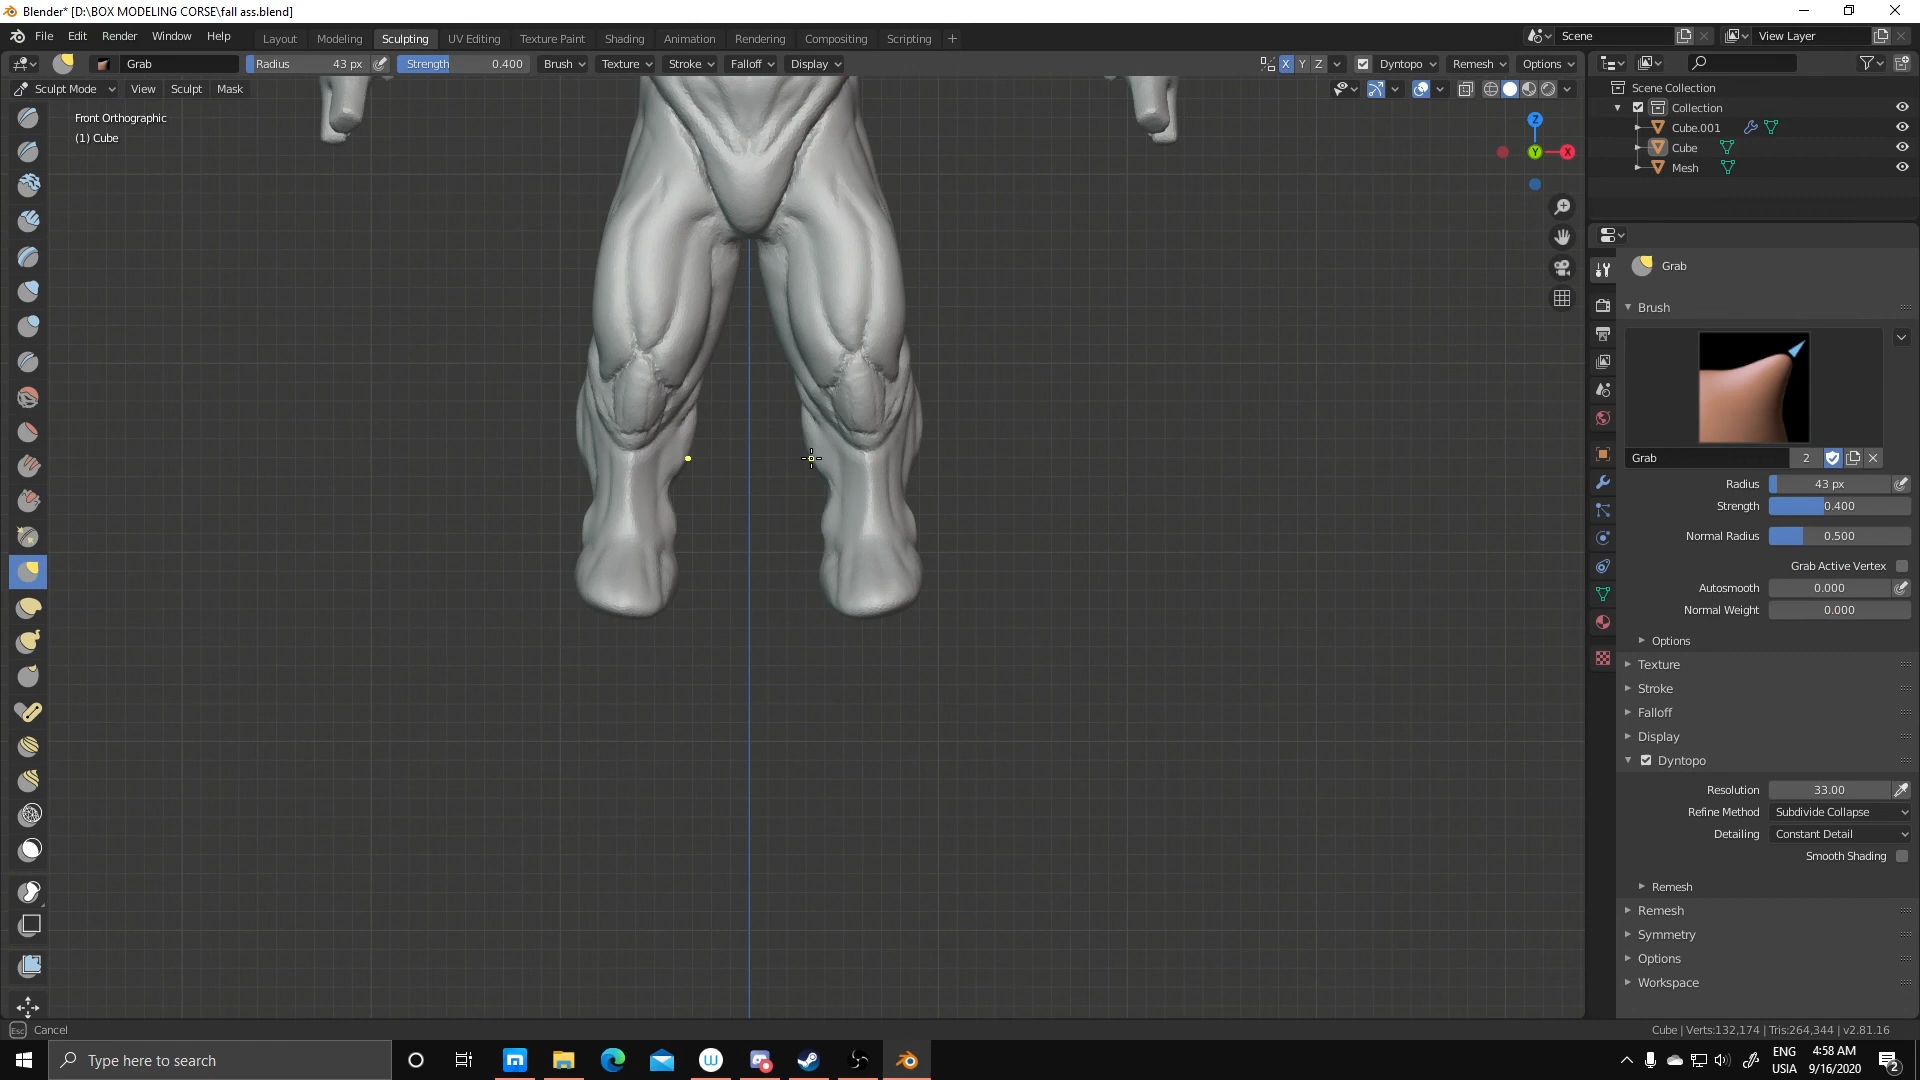 Blender* [D:\BOX MODELING CORSE\fall ass.blend]
File Edit Render Window Help Layout Modeling Sculpting UV Editing Texture Paint Shading Animation Rendering Compositing Scripting + Scene View Layer
Grab Radius 43 px Strength 0.400 Brush Texture Stroke Falloff Display X Y Z Dyntopo Remesh Options
Sculpt Mode View Sculpt Mask
Front Orthographic
(1) Cube
Z
Y X
Scene Collection
Collection
Cube.001
Cube
Mesh
Grab
Brush
Grab 2
Radius 43 px
Strength 0.400
Normal Radius 0.500
Grab Active Vertex
Autosmooth 0.000
Normal Weight 0.000
Options
Texture
Stroke
Falloff
Display
Dyntopo
Resolution 33.00
Refine Method Subdivide Collapse
Detailing Constant Detail
Smooth Shading
Remesh
Remesh
Symmetry
Options
Workspace
Esc Cancel
Cube | Verts:132,174 | Tris:264,344 | v2.81.16
Type here to search
ENG
USIA
4:58 AM
9/16/2020
2